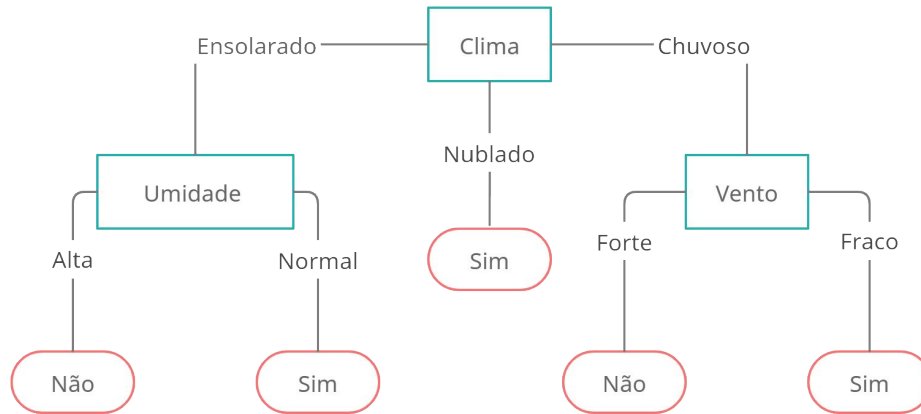 Ensolarado
Clima
Chuvoso
Nublado
Umidade
Vento
Alta
Normal
Sim
Forte
Fraco
Não
Sim
Não
Sim